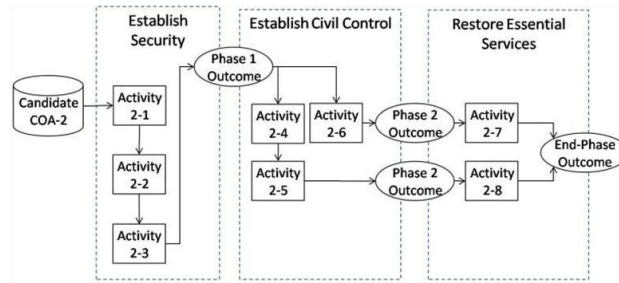 Establish
Security
Establish Civil Control
Restore Essential
Services
Candidate
COA-2
Activity
2-1
Activity
2-2
Activity
2-3
Phase 1
Outcome
Activity
2-4
Activity
2-6
Activity
2-5
Phase 2
Outcome
Phase 2
Outcome
Activity
2-7
Activity
2-8
End-Phase
Outcome